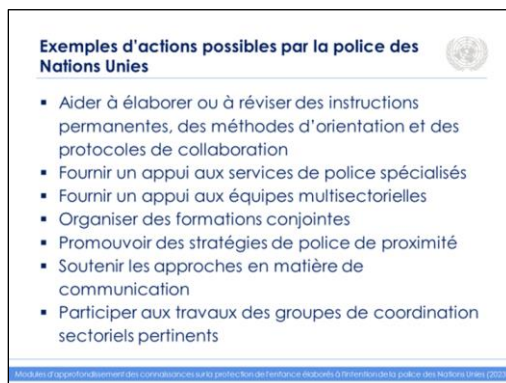 Exemples d’actions possibles par la police des
Nations Unies
▪ Aider à élaborer ou à réviser des instructions
permanentes, des méthodes d’orientation et des
protocoles de collaboration
▪ Fournir un appui aux services de police spécialisés
▪ Fournir un appui aux équipes multisectorielles
▪ Organiser des formations conjointes
▪ Promouvoir des stratégies de police de proximité
▪ Soutenir les approches en matière de
communication
▪ Participer aux travaux des groupes de coordination
sectoriels pertinents
Modules d’approfondissement des connaissances sur la protection de l’enfance élaborés à l’intention de la police des Nations Unies (2023